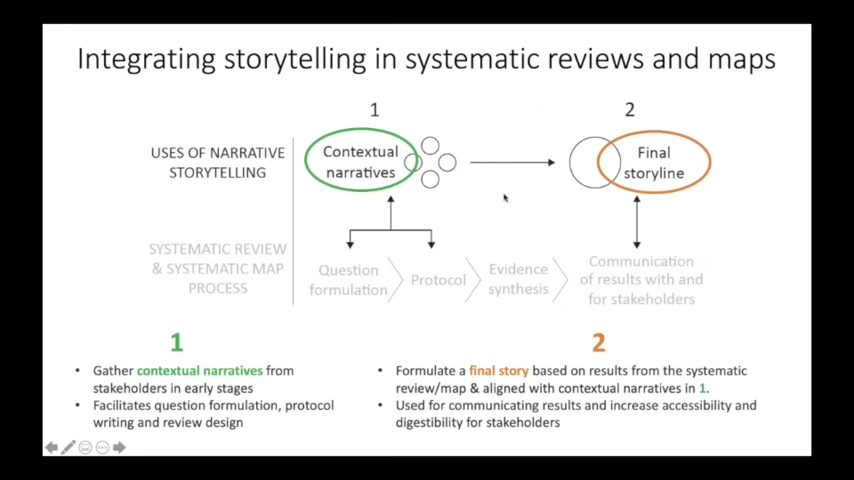 Integrating storytelling in systematic reviews and maps
1
2
USES OF NARRATIVE
STORYTELLING
Contextual
narratives
Final
storyline
SYSTEMATIC REVIEW
& SYSTEMATIC MAP
PROCESS
Question
formulation
Protocol
Evidence
synthesis
Communication
of results with and
for stakeholders
1
• Gather contextual narratives from
stakeholders in early stages
• Facilitates question formulation, protocol
writing and review design
2
• Formulate a final story based on results from the systematic
review/map & aligned with contextual narratives in 1.
• Used for communicating results and increase accessibility and
digestibility for stakeholders